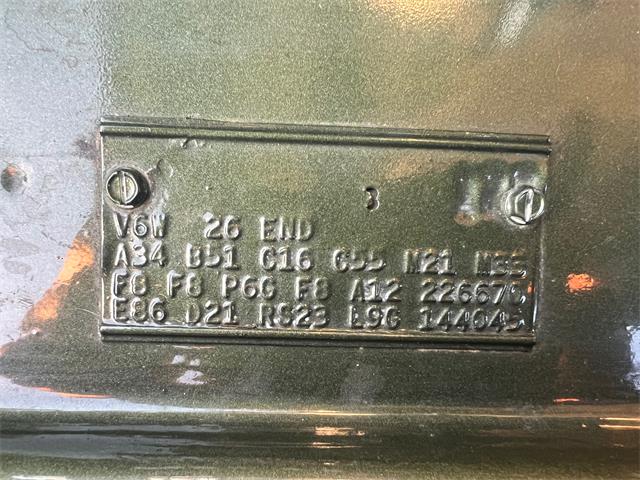 V6W 26 END
A34 B51 C16 C55 M21 M35
F8 F8 P6G F8 A12 226670
E86 D21 RS23 L9G 144045